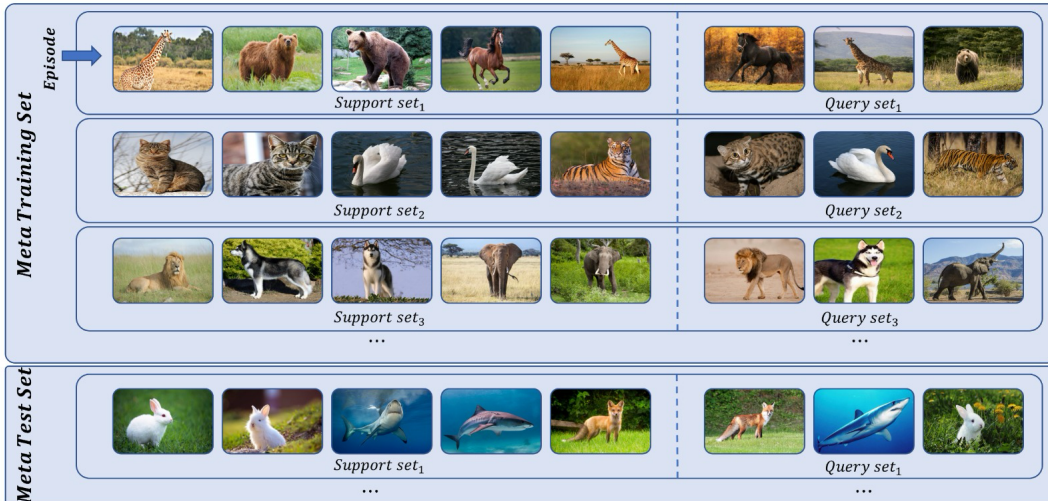 Meta Training Set
Episode
Support set₁
Query set₁
Support set₂
Query set₂
Support set₃
Query set₃
...
...
Meta Test Set
Support set₁
Query set₁
...
...